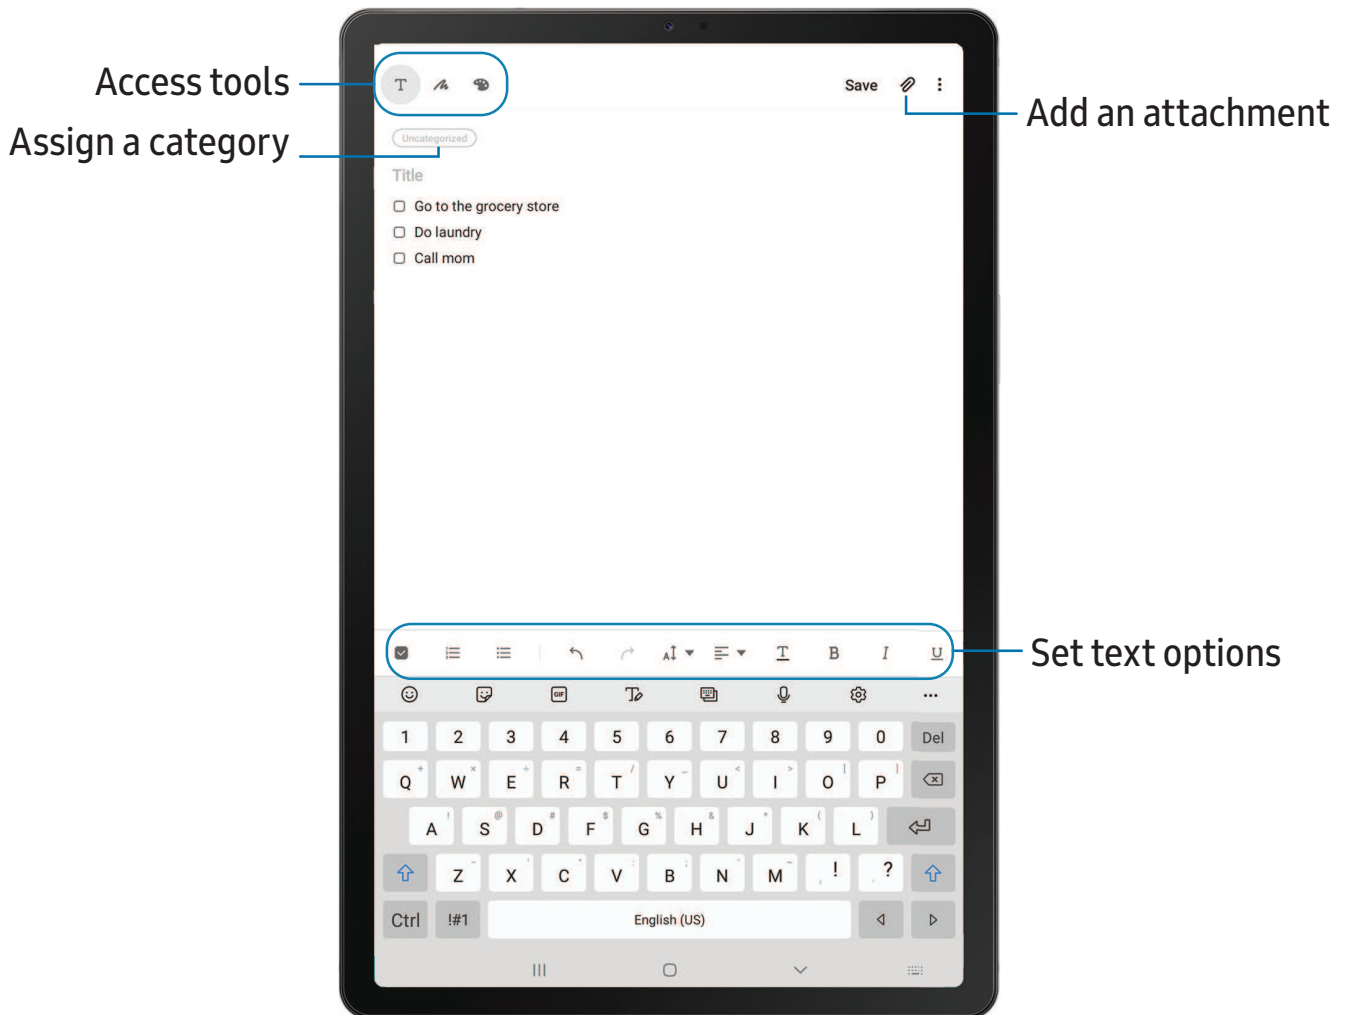 Access tools
Assign a category
T
Save
Add an attachment
Uncategorized
Title
Go to the grocery store
Do laundry
Call mom
Set text options
A T B I U
GIF T
1 2 3 4 5 6 7 8 9 0 Del
Q W E R T Y U I O P
A S D F G H J K L
Z X C V B N M ! ?
Ctrl !#1 English (US)